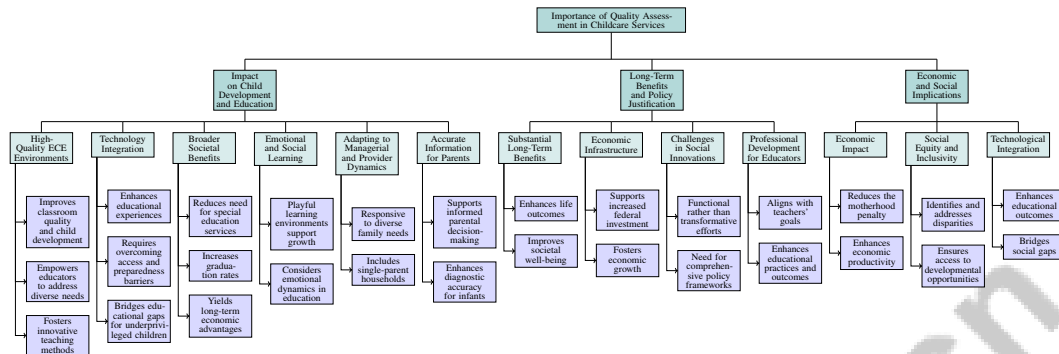 Importance of Quality Assess-
ment in Childcare Services
Impact
on Child
Development
and Education
Long-Term
Benefits
and Policy
Justification
Economic
and Social
Implications
High-
Quality ECE
Environments
Technology
Integration
Broader
Societal
Benefits
Emotional
and Social
Learning
Adapting to
Managerial
and Provider
Dynamics
Accurate
Information
for Parents
Substantial
Long-Term
Benefits
Economic
Infrastructure
Challenges
in Social
Innovations
Professional
Development
for Educators
Economic
Impact
Social
Equity and
Inclusivity
Technological
Integration
Improves
classroom
quality
and child
development
Empowers
educators
to address
diverse needs
Fosters
innovative
teaching
methods
Enhances
educational
experiences
Requires
overcoming
access and
preparedness
barriers
Bridges edu-
cational gaps
for underprivi-
leged children
Reduces need
for special
education
services
Increases
gradua-
tion rates
Yields
long-term
economic
advantages
Playful
learning
environments
support
growth
Considers
emotional
dynamics in
education
Responsive
to diverse
family needs
Includes
single-parent
households
Supports
informed
parental
decision-
making
Enhances
diagnostic
accuracy
for infants
Enhances life
outcomes
Improves
societal
well-being
Supports
increased
federal
investment
Fosters
economic
growth
Functional
rather than
transformative
efforts
Need for
comprehen-
sive policy
frameworks
Aligns with
teachers'
goals
Enhances
educational
practices and
outcomes
Reduces the
motherhood
penalty
Enhances
economic
productivity
Identifies and
addresses
disparities
Ensures
access to
developmental
opportunities
Enhances
educational
outcomes
Bridges
social gaps